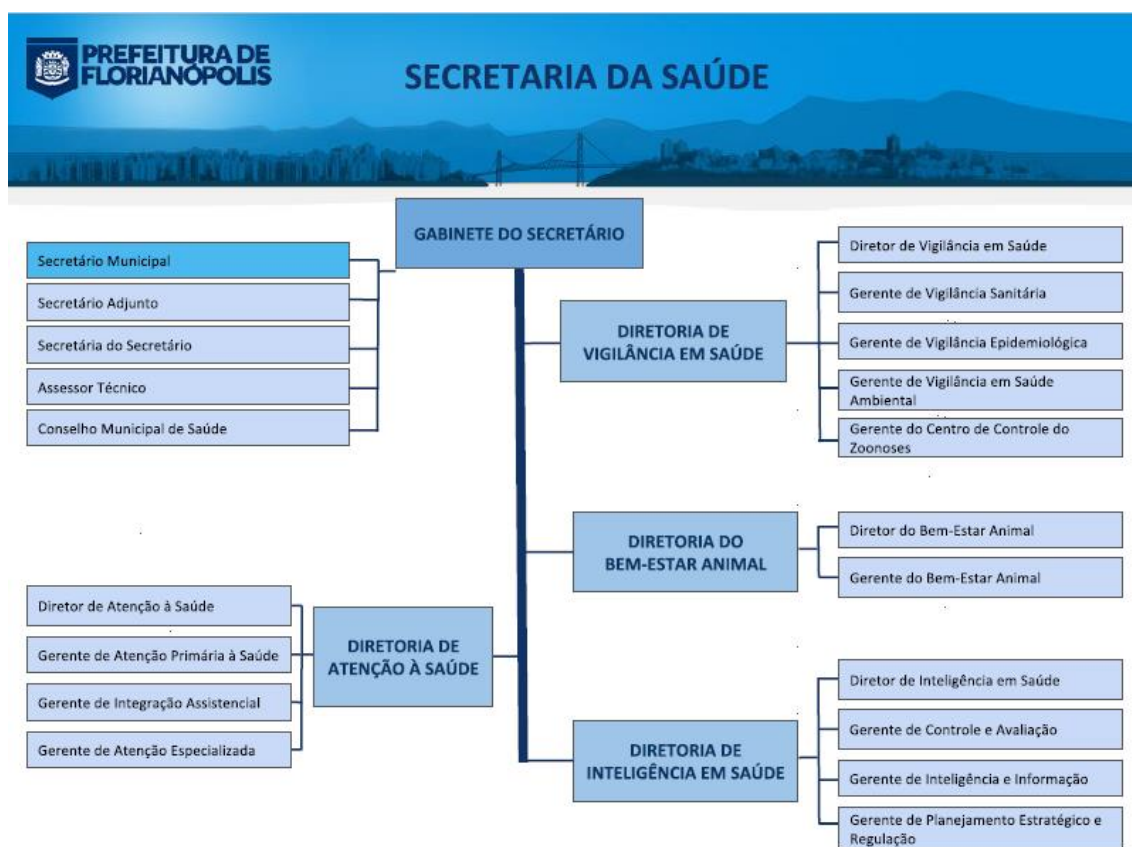 PREFEITURA DE
FLORIANÓPOLIS
SECRETARIA DA SAÚDE
GABINETE DO SECRETÁRIO
Secretário Municipal
Secretário Adjunto
Secretária do Secretário
Assessor Técnico
Conselho Municipal de Saúde
DIRETORIA DE
VIGILÂNCIA EM SAÚDE
Diretor de Vigilância em Saúde
Gerente de Vigilância Sanitária
Gerente de Vigilância Epidemiológica
Gerente de Vigilância em Saúde
Ambiental
Gerente do Centro de Controle do
Zoonoses
DIRETORIA DO
BEM-ESTAR ANIMAL
Diretor do Bem-Estar Animal
Gerente do Bem-Estar Animal
Diretor de Atenção à Saúde
Gerente de Atenção Primária à Saúde
Gerente de Integração Assistencial
Gerente de Atenção Especializada
DIRETORIA DE
ATENÇÃO À SAÚDE
DIRETORIA DE
INTELIGÊNCIA EM SAÚDE
Diretor de Inteligência em Saúde
Gerente de Controle e Avaliação
Gerente de Inteligência e Informação
Gerente de Planejamento Estratégico e
Regulação